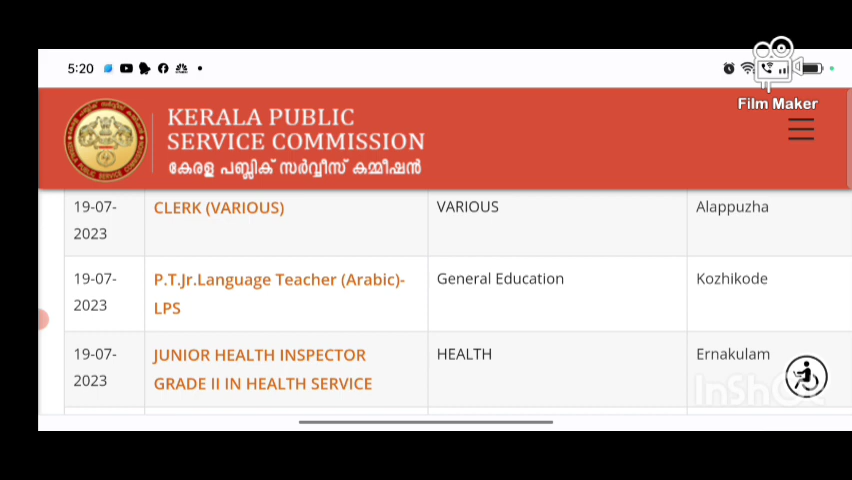 5:20
Film Maker
KERALA PUBLIC
SERVICE COMMISSION
കേരള പബ്ലിക് സർവ്വീസ് കമ്മീഷൻ
19-07-
2023
CLERK (VARIOUS)
VARIOUS
Alappuzha
19-07-
2023
P.T.Jr.Language Teacher (Arabic)-
LPS
General Education
Kozhikode
19-07-
2023
JUNIOR HEALTH INSPECTOR
GRADE II IN HEALTH SERVICE
HEALTH
Ernakulam
InShOt